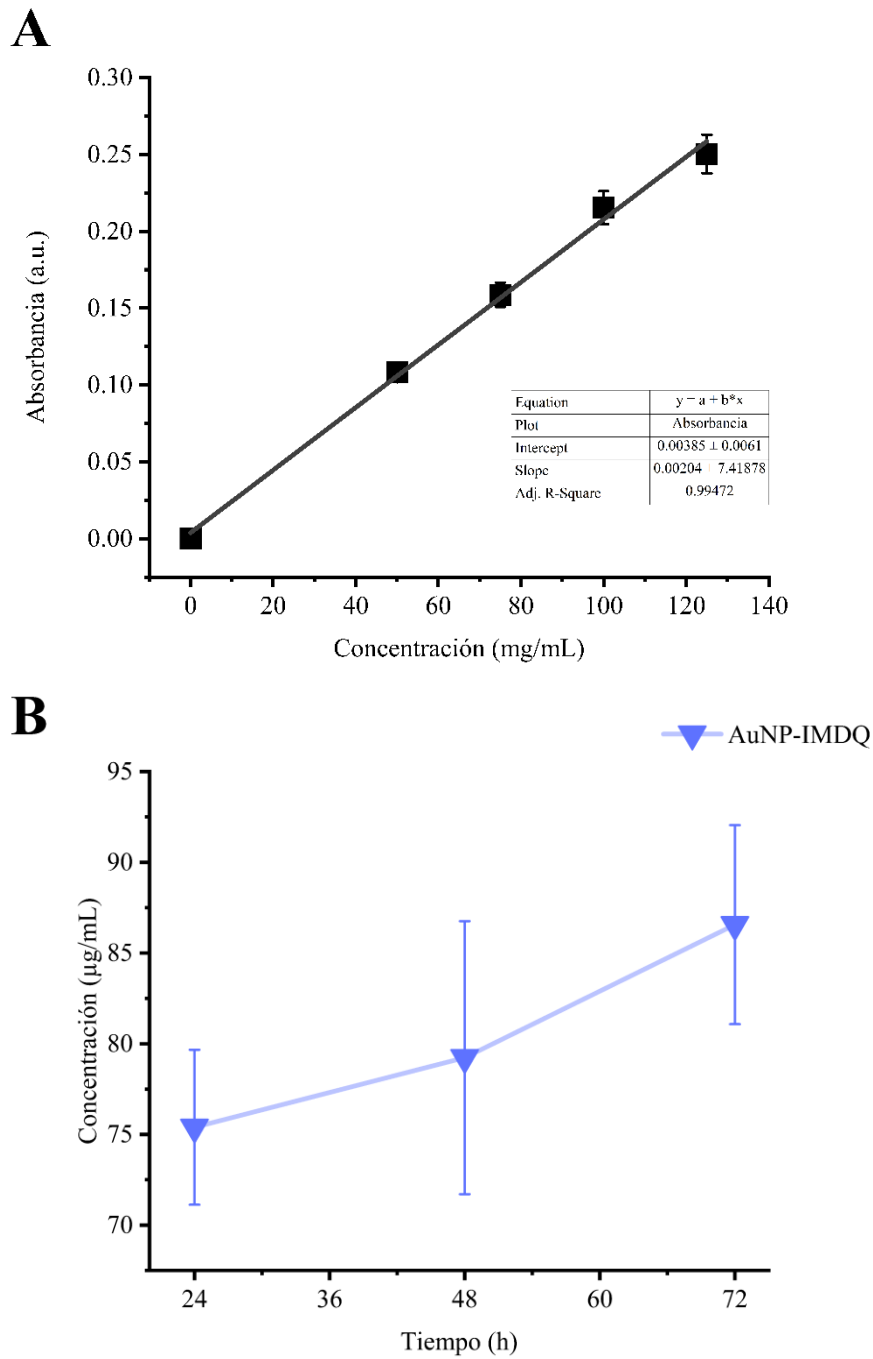 A
0.30
0.25
0.20
0.15
0.10
0.05
0.00
Absorbancia (a.u.)
Equation y = a + b*x
Plot Absorbancia
Intercept 0.00385 ± 0.0061
Slope 0.00204 ± 7.41878
Adj. R-Square 0.99472
0 20 40 60 80 100 120 140
Concentración (mg/mL)
B
AuNP-IMDQ
95
90
85
80
75
70
Concentración (µg/mL)
24 36 48 60 72
Tiempo (h)